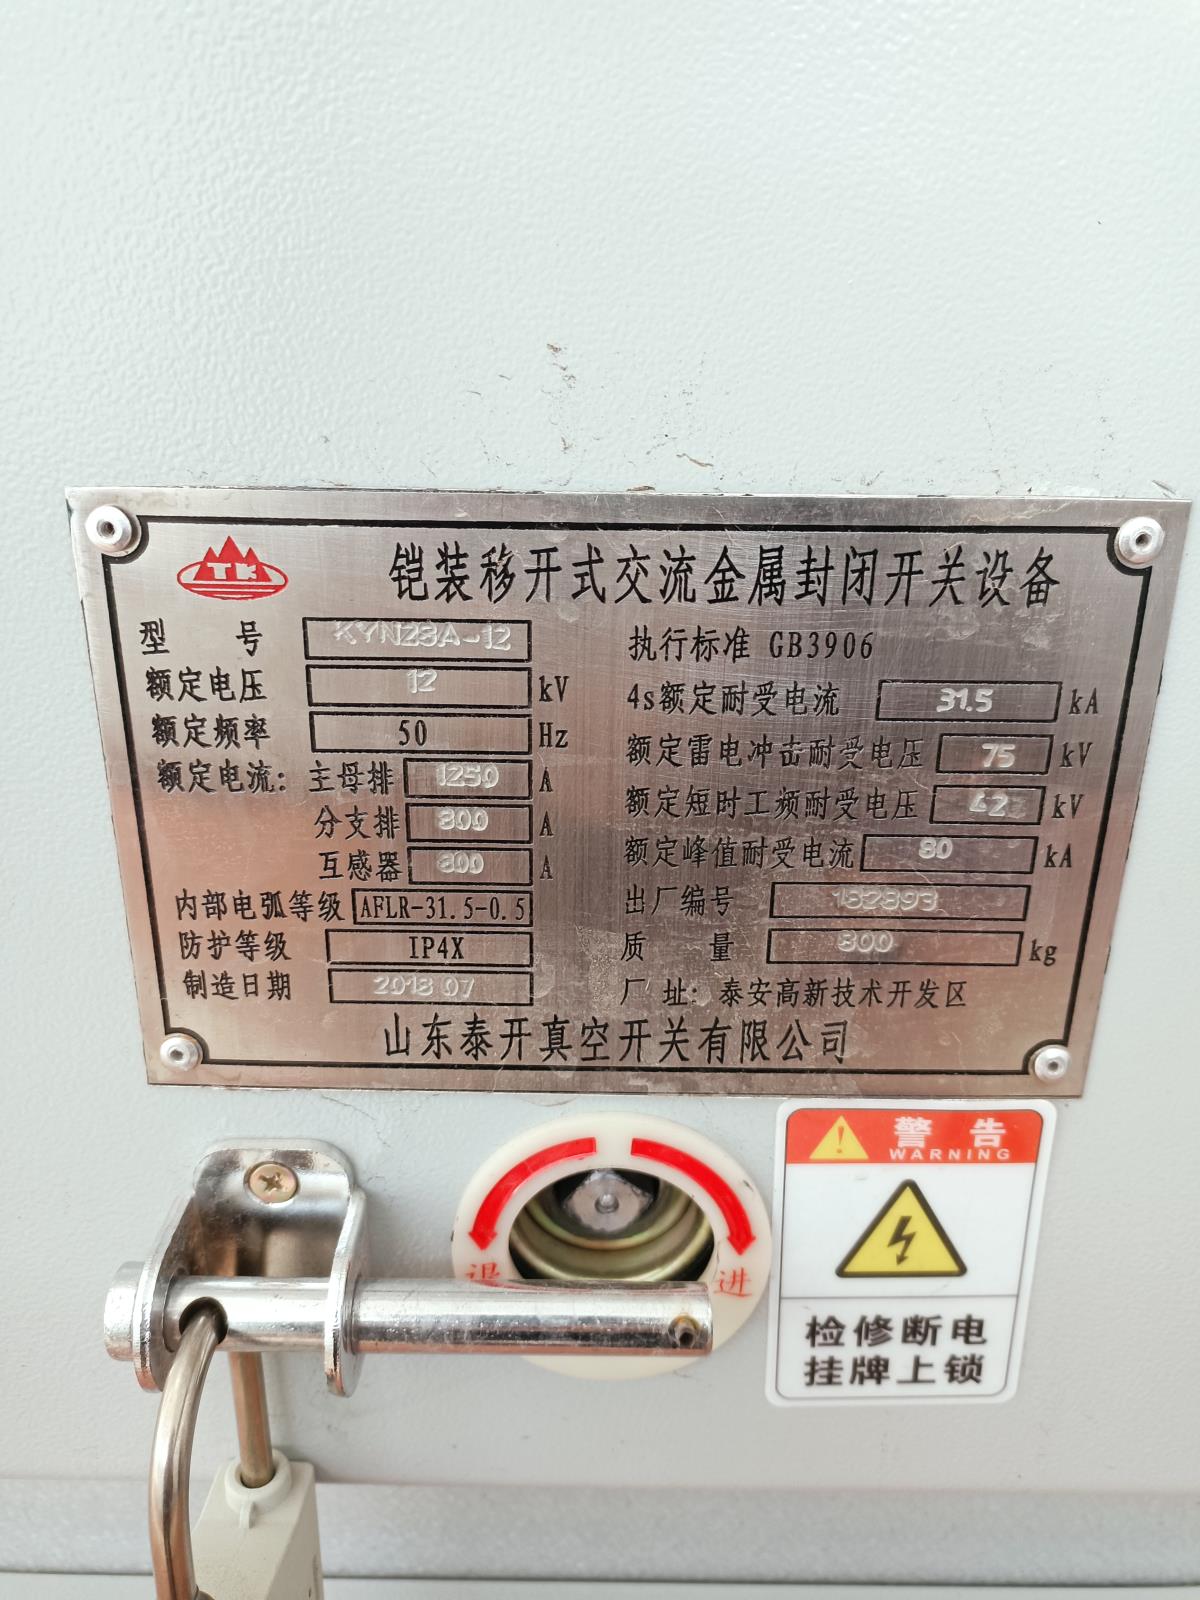 TK
铠装移开式交流金属封闭开关设备
型 号 KYN28A-12
额定电压 12 kV
额定频率 50 Hz
额定电流: 主母排 1250 A
分支排 800 A
互感器 800 A
内部电弧等级 AFLR-31.5-0.5
防护等级 IP4X
制造日期 2018 07
执行标准 GB3906
4s额定耐受电流 31.5 kA
额定雷电冲击耐受电压 75 kV
额定短时工频耐受电压 kV
额定峰值耐受电流 80 kA
出厂编号 182893
质 量 800 kg
厂 址: 泰安高新技术开发区
山东泰开真空开关有限公司
退 进
警告
WARNING
检修断电
挂牌上锁